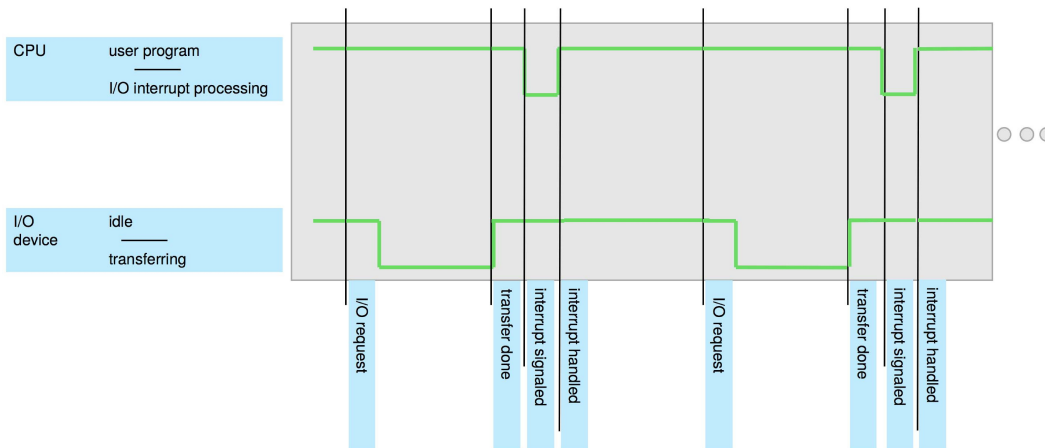 CPU
user program
I/O interrupt processing
I/O
device
idle
transferring
I/O request
transfer done
interrupt signaled
interrupt handled
I/O request
transfer done
interrupt signaled
interrupt handled